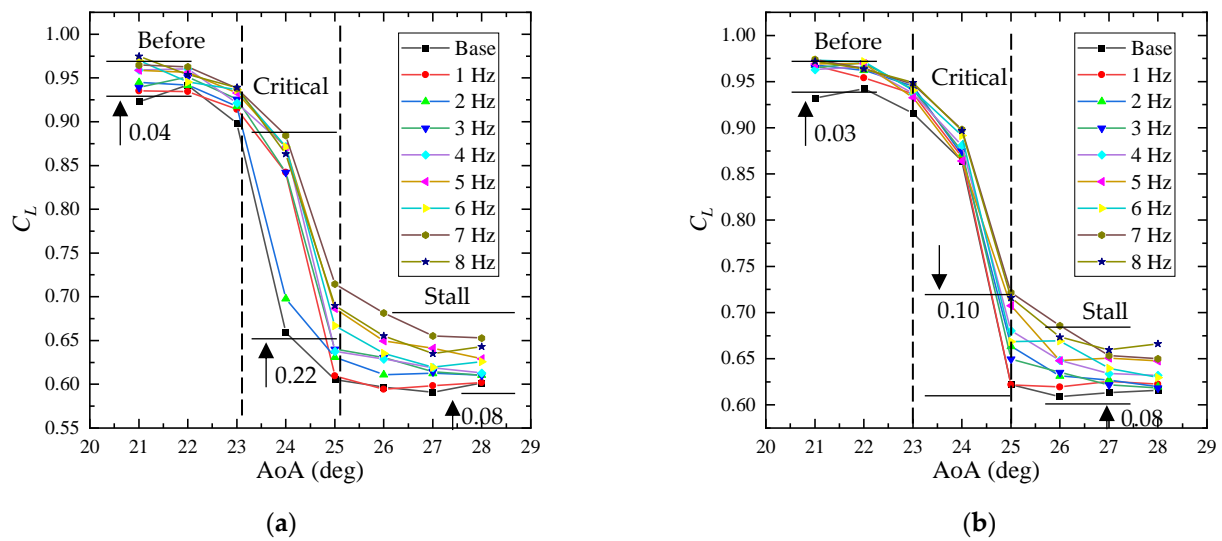 1.00
0.95
0.90
0.85
0.80
0.75
0.70
0.65
0.60
0.55
C_L
20 21 22 23 24 25 26 27 28 29
AoA (deg)
Before
Critical
Stall
0.04
0.22
0.08
Base
1 Hz
2 Hz
3 Hz
4 Hz
5 Hz
6 Hz
7 Hz
8 Hz
(a)
1.00
0.95
0.90
0.85
0.80
0.75
0.70
0.65
0.60
C_L
20 21 22 23 24 25 26 27 28 29
AoA (deg)
Before
Critical
Stall
0.03
0.10
0.08
Base
1 Hz
2 Hz
3 Hz
4 Hz
5 Hz
6 Hz
7 Hz
8 Hz
(b)